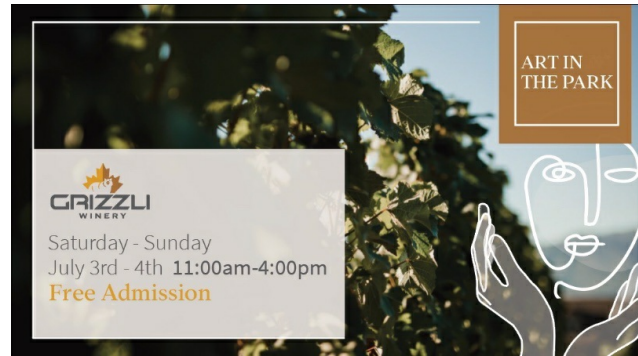 ART IN
THE PARK
GRIZZLI
WINERY
Saturday - Sunday
July 3rd - 4th 11:00am-4:00pm
Free Admission